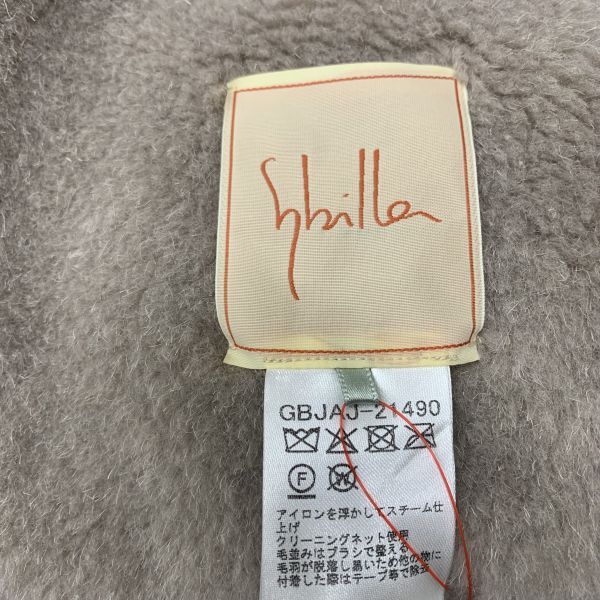 Sybilla
GBJAJ-21490
F W
アイロンを浮かしてスチーム仕
上げ
クリーニングネット使用
毛並みはブラシで整える
毛羽が脱落し易いため他の物に
付着した際はテープ等で除去